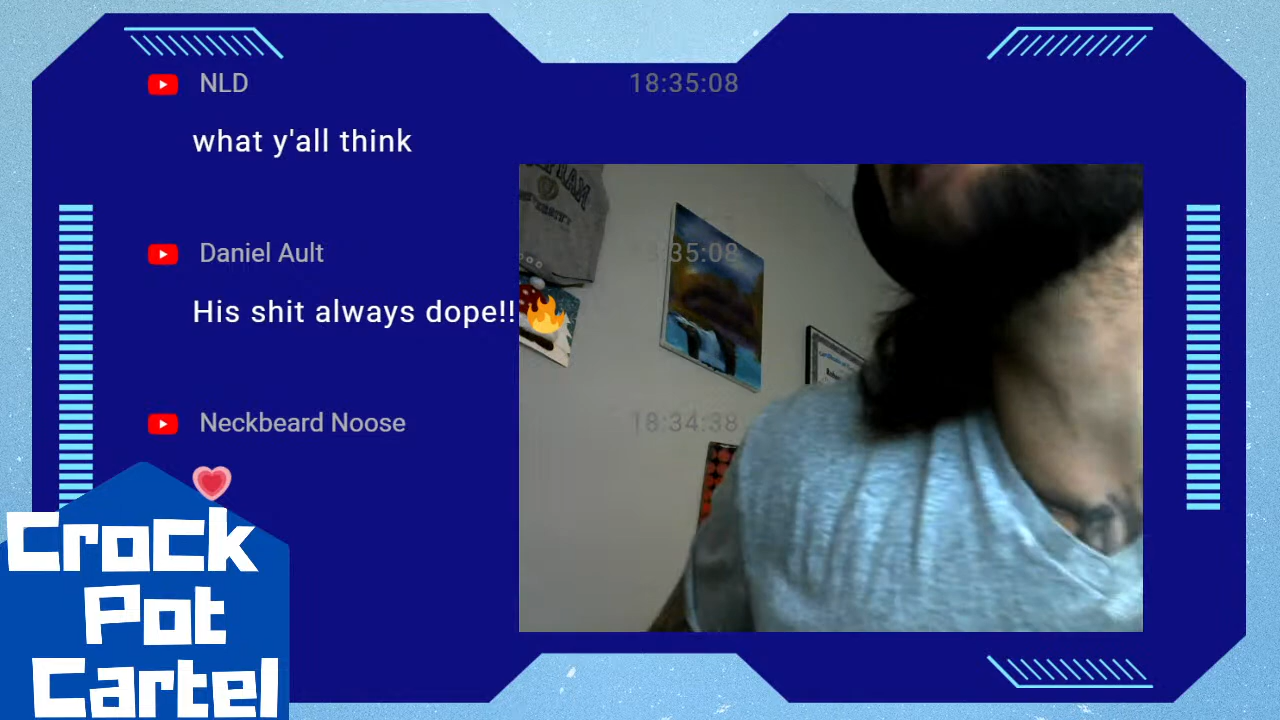 NLD 18:35:08
what y'all think
Daniel Ault 18:35:08
His shit always dope!!🔥
Neckbeard Noose 18:34:38
💗
Crock
Pot
Cartel